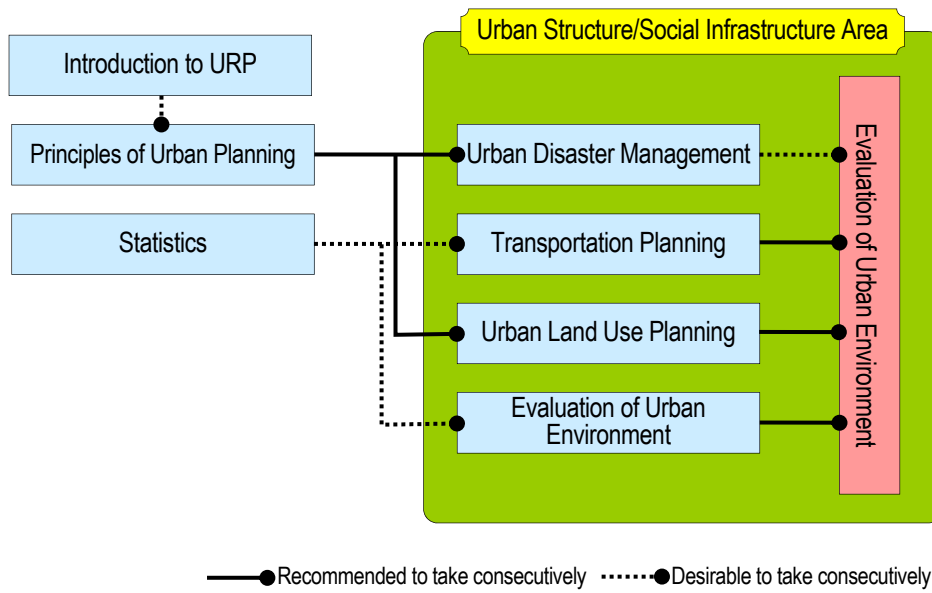 Urban Structure/Social Infrastructure Area
Introduction to URP
Principles of Urban Planning
Statistics
Urban Disaster Management
Transportation Planning
Urban Land Use Planning
Evaluation of Urban
Environment
Evaluation of Urban Environment
Recommended to take consecutively
Desirable to take consecutively